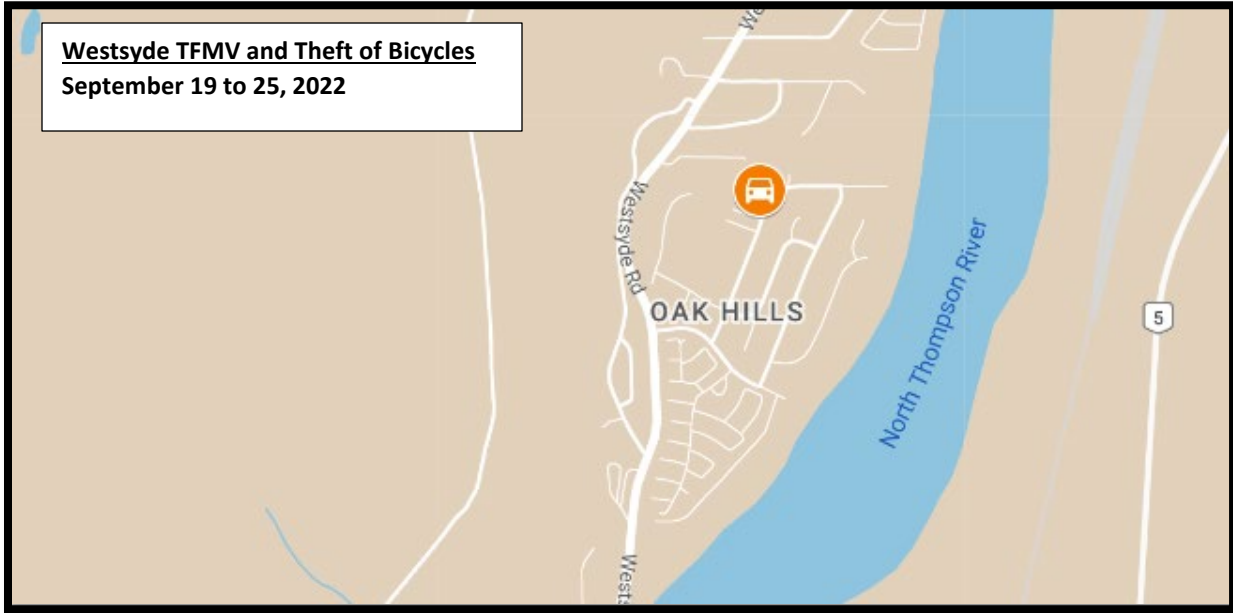 Westsyde TFMV and Theft of Bicycles
September 19 to 25, 2022
Westsyde Rd
OAK HILLS
North Thompson River
5